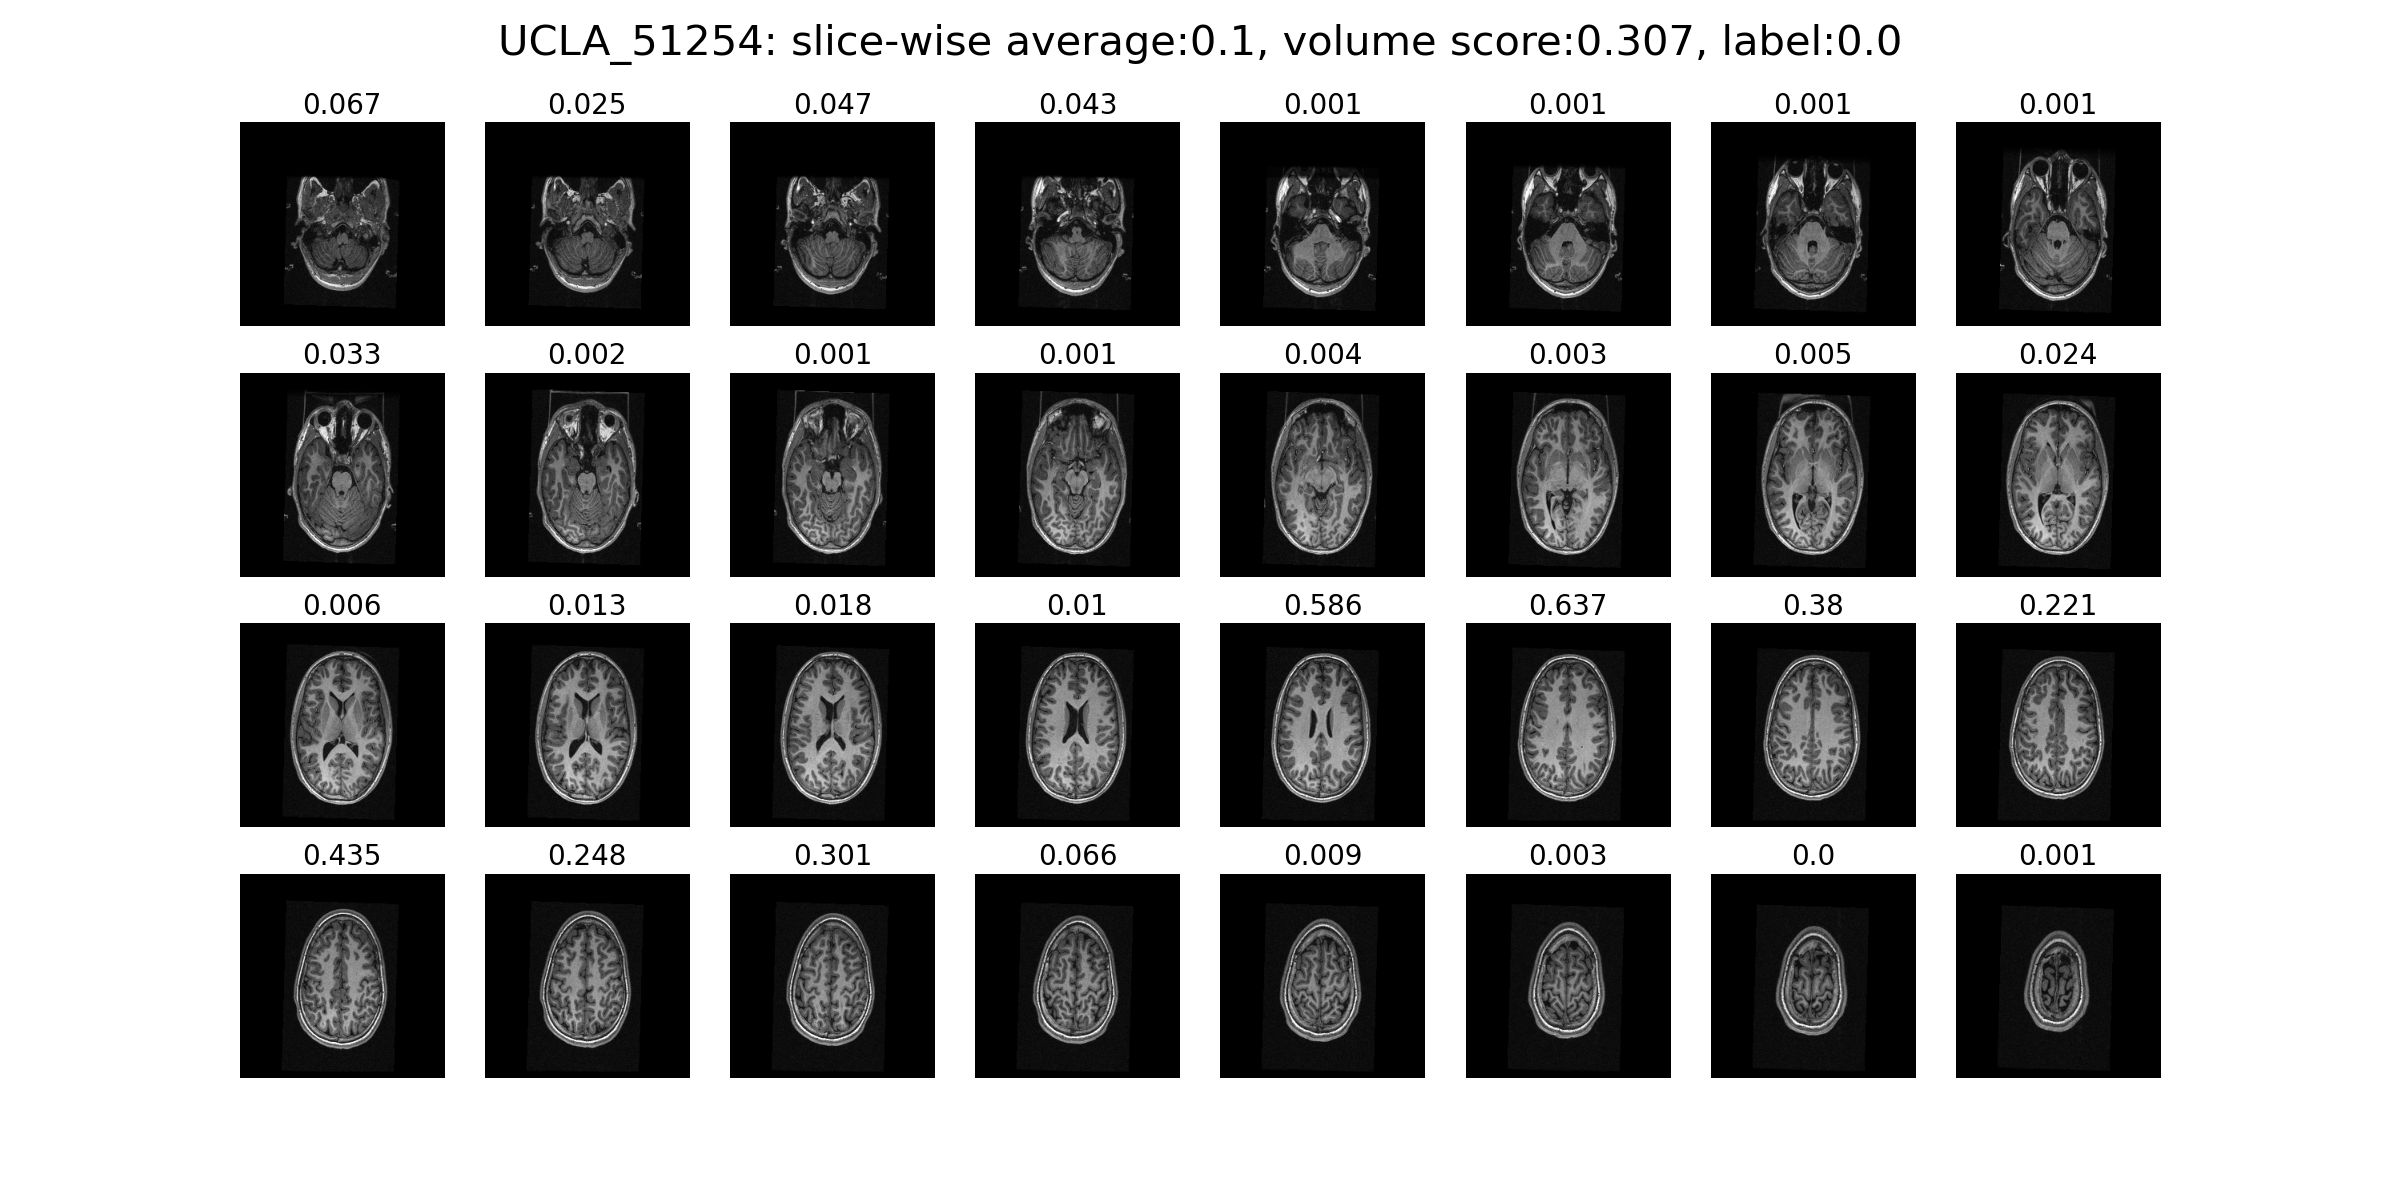 UCLA_51254: slice-wise average:0.1, volume score:0.307, label:0.0
0.067 0.025 0.047 0.043 0.001 0.001 0.001 0.001
0.033 0.002 0.001 0.001 0.004 0.003 0.005 0.024
0.006 0.013 0.018 0.01 0.586 0.637 0.38 0.221
0.435 0.248 0.301 0.066 0.009 0.003 0.0 0.001